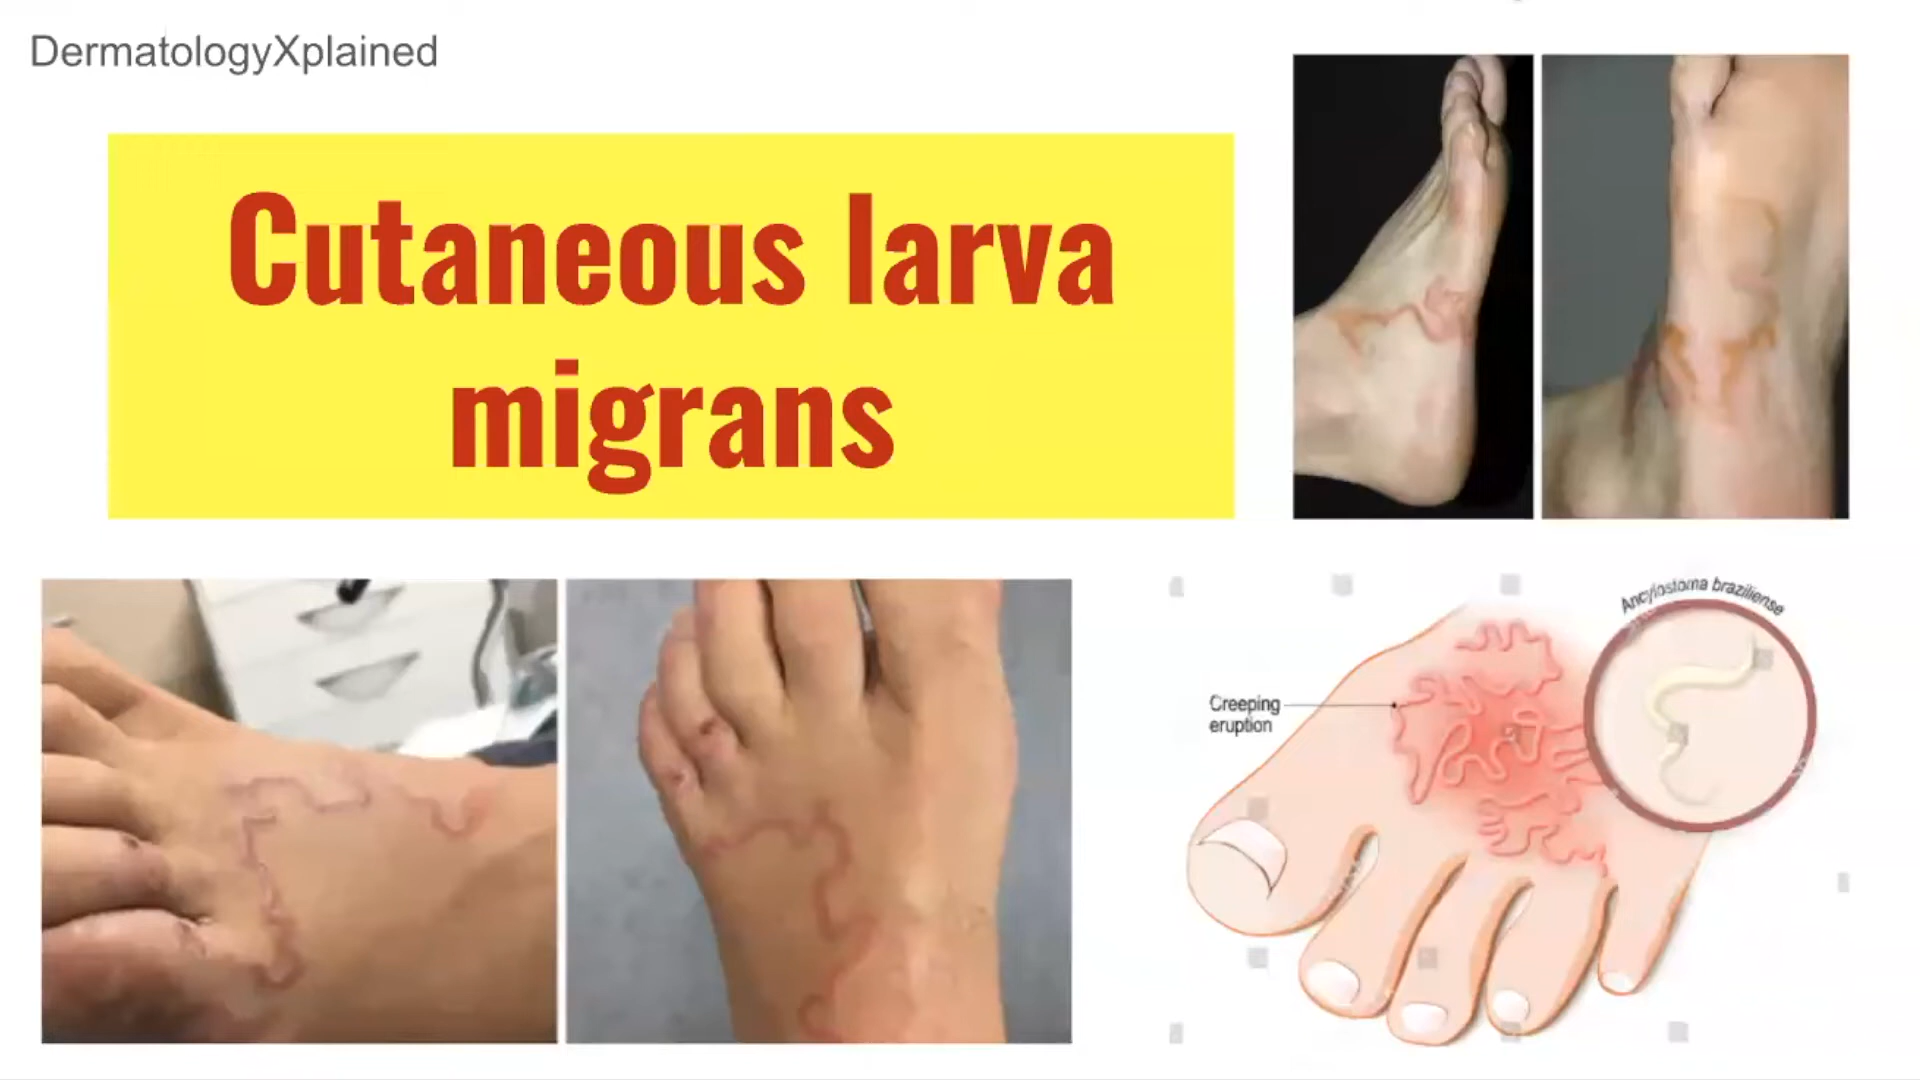 DermatologyXplained
Cutaneous larva
migrans
Ancylostoma braziliense
Creeping
eruption